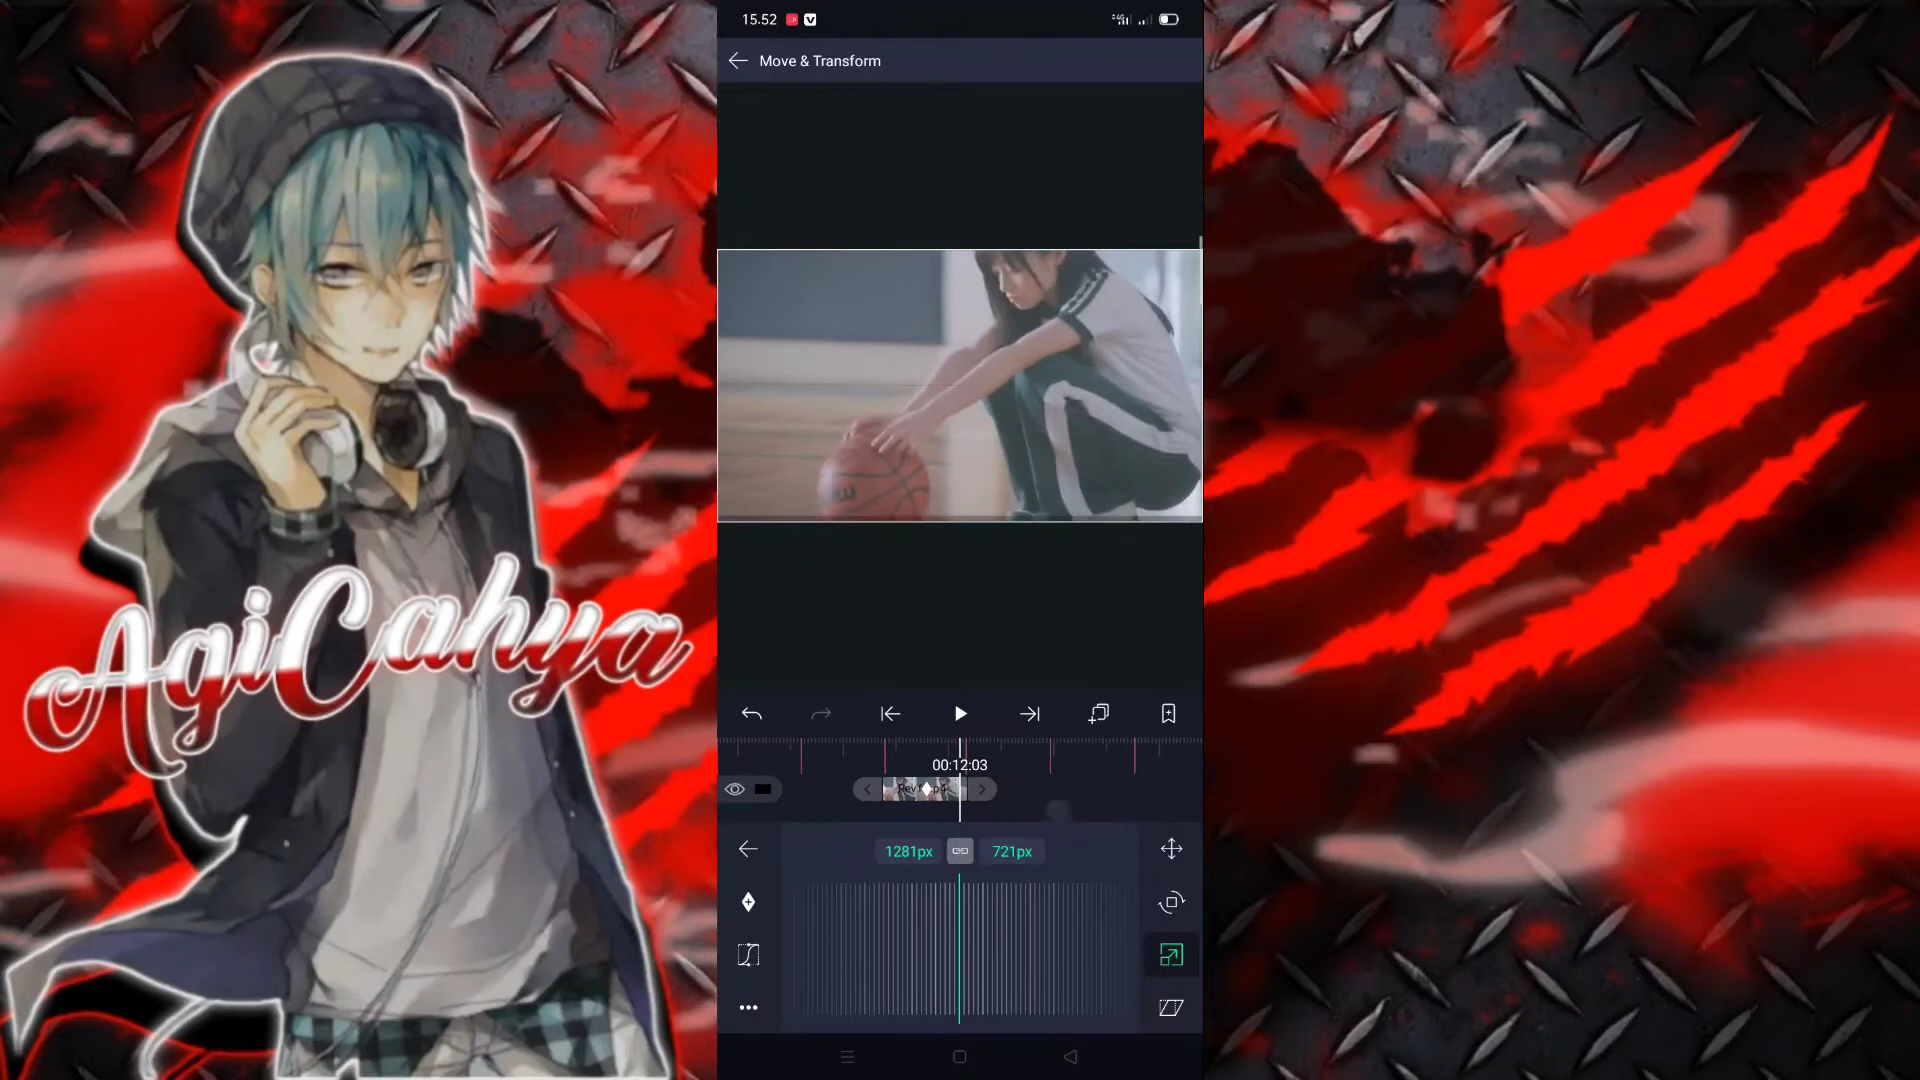 15.52
Move & Transform
AgiCahya
00:12:03
1281px
721px